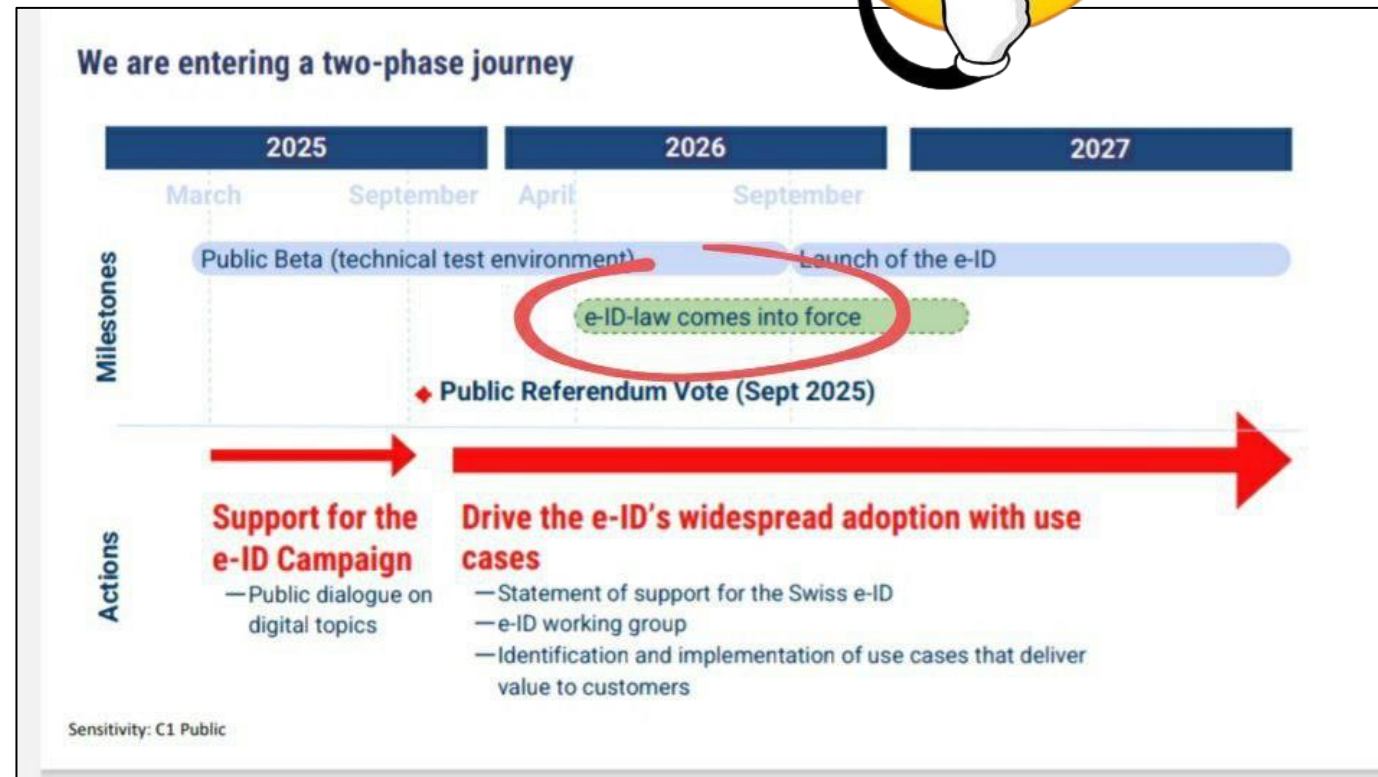 We are entering a two-phase journey
2025
2026
2027
March
September
April
September
Milestones
Public Beta (technical test environment)
Launch of the e-ID
e-ID-law comes into force
Public Referendum Vote (Sept 2025)
Actions
Support for the
e-ID Campaign
—Public dialogue on
digital topics
Drive the e-ID's widespread adoption with use
cases
—Statement of support for the Swiss e-ID
—e-ID working group
—Identification and implementation of use cases that deliver
value to customers
Sensitivity: C1 Public